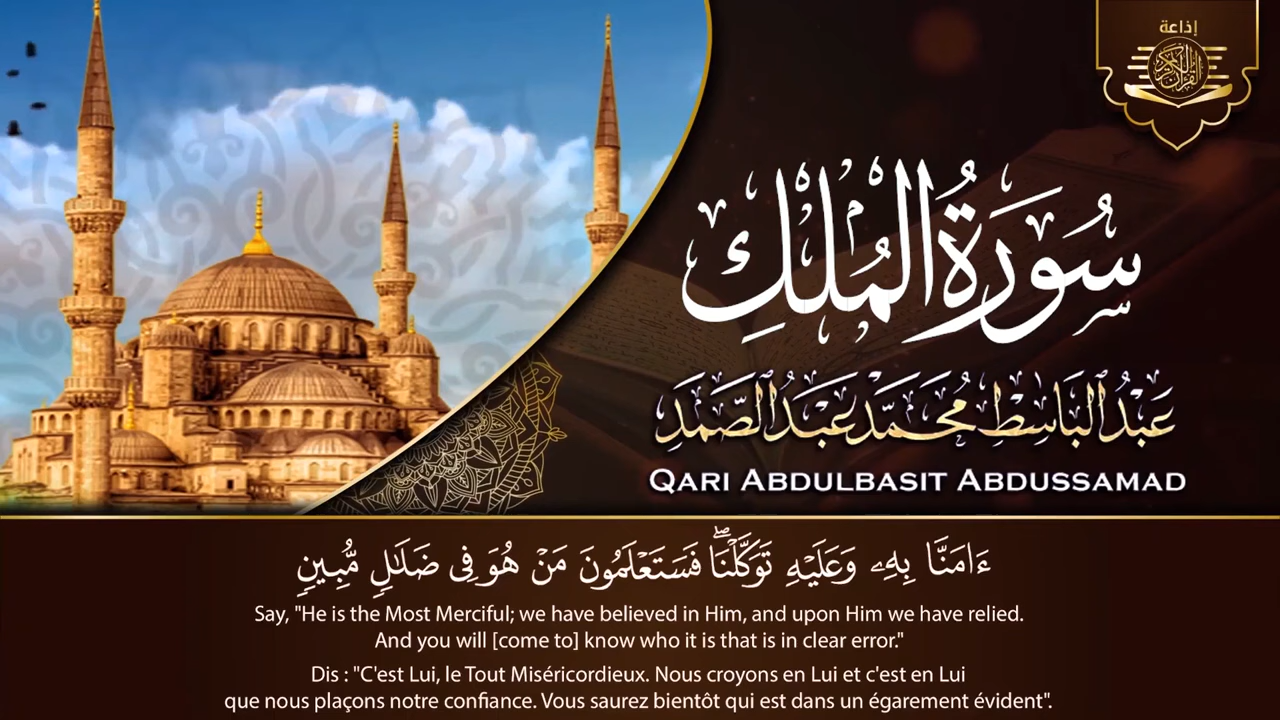 إذاعة
القرآن الكريم
سُورَةُ المُلْكِ
عَبْدُ البَاسِطِ مُحَمَّد عَبْدُ الصَّمَدِ
QARI ABDULBASIT ABDUSSAMAD
ءَامَنَّا بِهِۦ وَعَلَيْهِ تَوَكَّلْنَاۖ فَسَتَعْلَمُونَ مَنْ هُوَ فِى ضَلَـٰلٍ مُّبِينٍ
Say, "He is the Most Merciful; we have believed in Him, and upon Him we have relied.
And you will [come to] know who it is that is in clear error."
Dis : "C'est Lui, le Tout Miséricordieux. Nous croyons en Lui et c'est en Lui
que nous plaçons notre confiance. Vous saurez bientôt qui est dans un égarement évident".